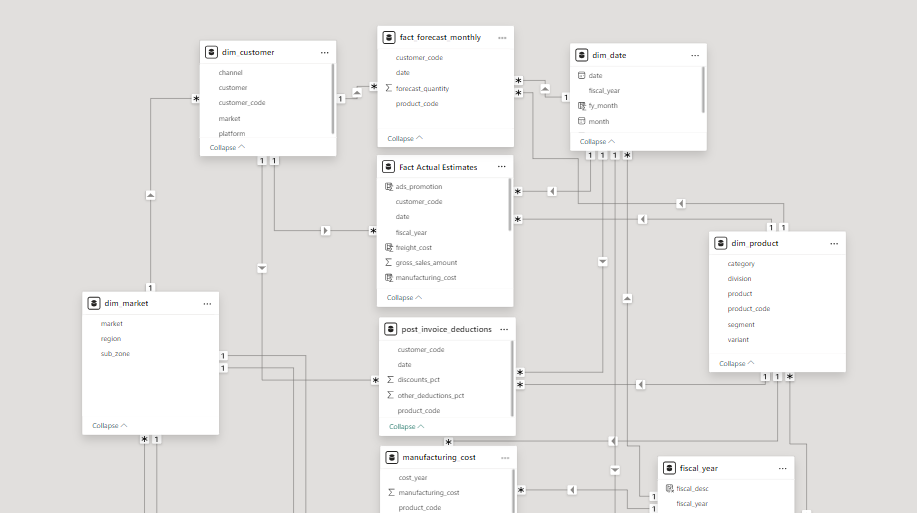 dim_customer
channel
customer
customer_code
market
platform
Collapse
fact_forecast_monthly
customer_code
date
forecast_quantity
product_code
Collapse
dim_date
date
fiscal_year
fy_month
month
Collapse
Fact Actual Estimates
ads_promotion
customer_code
date
fiscal_year
freight_cost
gross_sales_amount
manufacturing_cost
Collapse
dim_product
category
division
product
product_code
segment
variant
Collapse
dim_market
market
region
sub_zone
Collapse
post_invoice_deductions
customer_code
date
discounts_pct
other_deductions_pct
product_code
Collapse
manufacturing_cost
cost_year
manufacturing_cost
product_code
fiscal_year
fiscal_desc
fiscal_year
* 1 * * 1
* 1 1 1 1 *
1 1 * * 1 1
* 1
1 1 * * * 1 1 *
* 1 * * 1 1